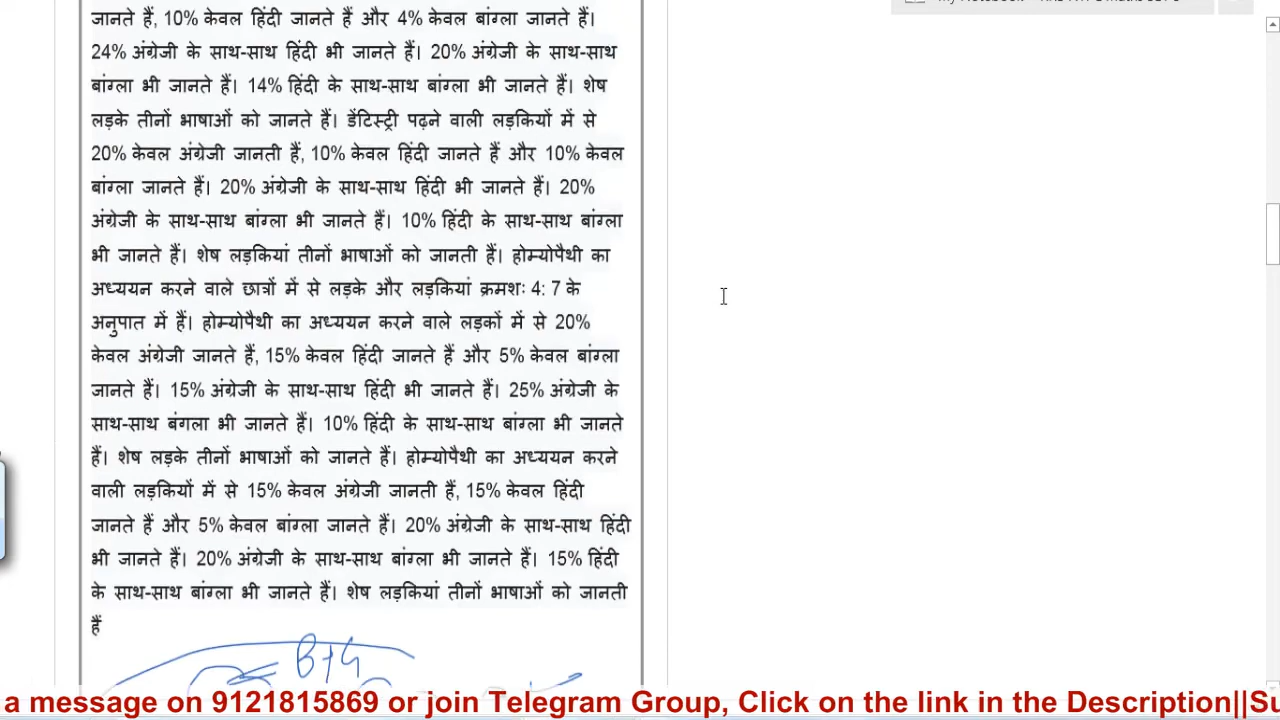 जानते हैं, 10% केवल हिंदी जानते हैं और 4% केवल बांग्ला जानते हैं।
24% अंग्रेजी के साथ-साथ हिंदी भी जानते हैं। 20% अंग्रेजी के साथ-साथ
बांग्ला भी जानते हैं। 14% हिंदी के साथ-साथ बांग्ला भी जानते हैं। शेष
लड़के तीनों भाषाओं को जानते हैं। डेंटिस्ट्री पढ़ने वाली लड़कियों में से
20% केवल अंग्रेजी जानती हैं, 10% केवल हिंदी जानते हैं और 10% केवल
बांग्ला जानते हैं। 20% अंग्रेजी के साथ-साथ हिंदी भी जानते हैं। 20%
अंग्रेजी के साथ-साथ बांग्ला भी जानते हैं। 10% हिंदी के साथ-साथ बांग्ला
भी जानते हैं। शेष लड़कियां तीनों भाषाओं को जानती हैं। होम्योपैथी का
अध्ययन करने वाले छात्रों में से लड़के और लड़कियां क्रमशः 4: 7 के
अनुपात में हैं। होम्योपैथी का अध्ययन करने वाले लड़कों में से 20%
केवल अंग्रेजी जानते हैं, 15% केवल हिंदी जानते हैं और 5% केवल बांग्ला
जानते हैं। 15% अंग्रेजी के साथ-साथ हिंदी भी जानते हैं। 25% अंग्रेजी के
साथ-साथ बंगला भी जानते हैं। 10% हिंदी के साथ-साथ बांग्ला भी जानते
हैं। शेष लड़के तीनों भाषाओं को जानते हैं। होम्योपैथी का अध्ययन करने
वाली लड़कियों में से 15% केवल अंग्रेजी जानती हैं, 15% केवल हिंदी
जानते हैं और 5% केवल बांग्ला जानते हैं। 20% अंग्रेजी के साथ-साथ हिंदी
भी जानते हैं। 20% अंग्रेजी के साथ-साथ बांग्ला भी जानते हैं। 15% हिंदी
के साथ-साथ बांग्ला भी जानते हैं। शेष लड़कियां तीनों भाषाओं को जानती
हैं
B+G
a message on 9121815869 or join Telegram Group, Click on the link in the Description||Su